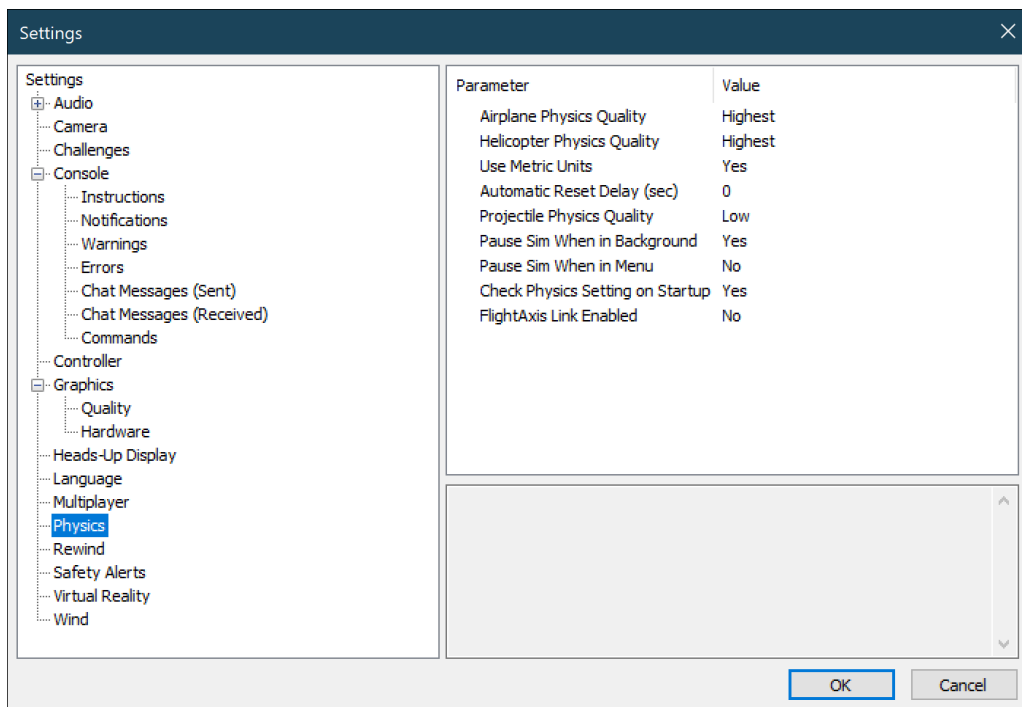 Settings
Settings
Audio
Camera
Challenges
Console
Instructions
Notifications
Warnings
Errors
Chat Messages (Sent)
Chat Messages (Received)
Commands
Controller
Graphics
Quality
Hardware
Heads-Up Display
Language
Multiplayer
Physics
Rewind
Safety Alerts
Virtual Reality
Wind
Parameter Value
Airplane Physics Quality Highest
Helicopter Physics Quality Highest
Use Metric Units Yes
Automatic Reset Delay (sec) 0
Projectile Physics Quality Low
Pause Sim When in Background Yes
Pause Sim When in Menu No
Check Physics Setting on Startup Yes
FlightAxis Link Enabled No
OK Cancel